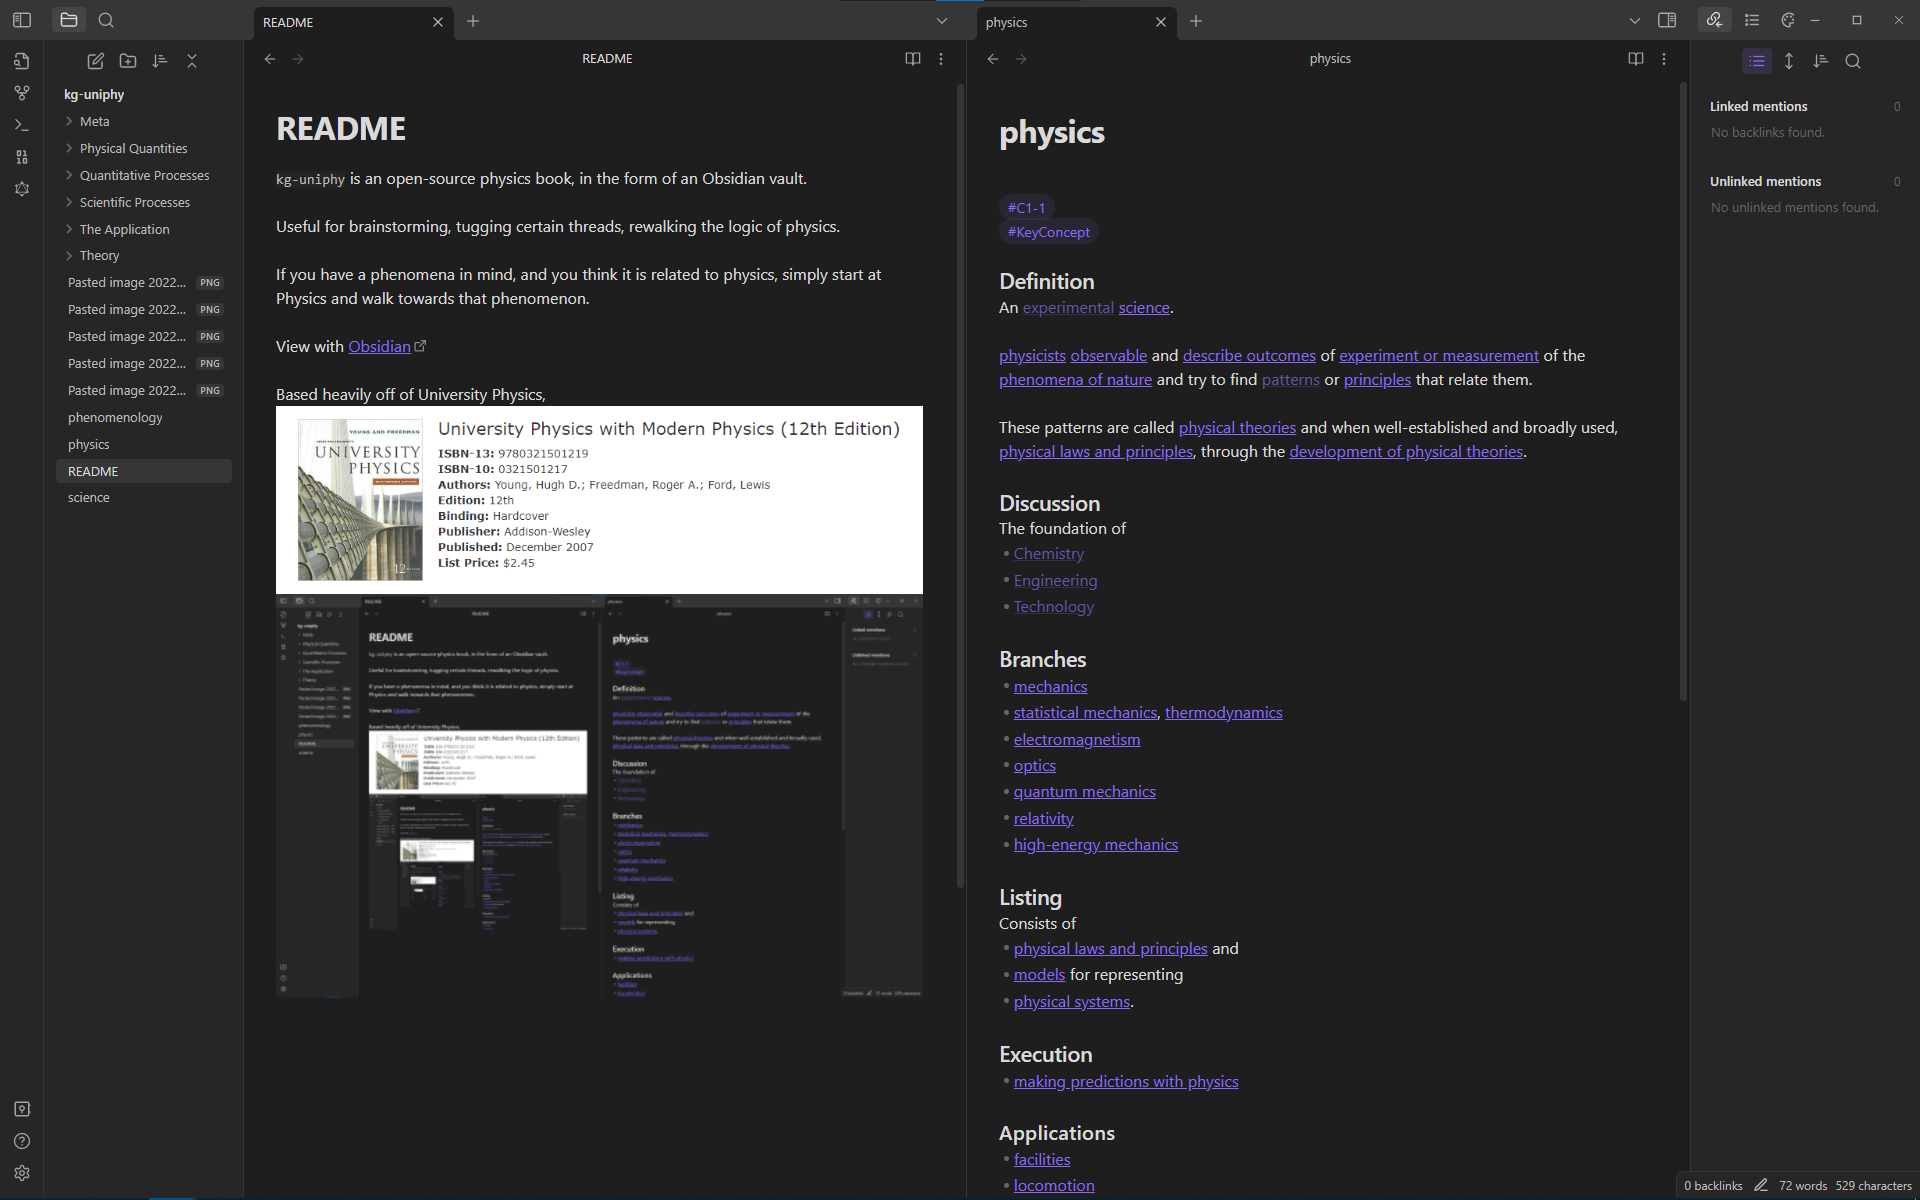 README
physics
README
physics
kg-uniphy
Meta
Physical Quantities
Quantitative Processes
Scientific Processes
The Application
Theory
Pasted image 2022... PNG
Pasted image 2022... PNG
Pasted image 2022... PNG
Pasted image 2022... PNG
Pasted image 2022... PNG
phenomenology
physics
README
science
README
kg-uniphy is an open-source physics book, in the form of an Obsidian vault.
Useful for brainstorming, tugging certain threads, rewalking the logic of physics.
If you have a phenomena in mind, and you think it is related to physics, simply start at
Physics and walk towards that phenomenon.
View with Obsidian
Based heavily off of University Physics,
YOUNG AND FREEDMAN
UNIVERSITY
PHYSICS
12
University Physics with Modern Physics (12th Edition)
ISBN-13: 9780321501219
ISBN-10: 0321501217
Authors: Young, Hugh D.; Freedman, Roger A.; Ford, Lewis
Edition: 12th
Binding: Hardcover
Publisher: Addison-Wesley
Published: December 2007
List Price: $2.45
README
physics
physics
#C1-1
#KeyConcept
Definition
An experimental science.
physicists observable and describe outcomes of experiment or measurement of the
phenomena of nature and try to find patterns or principles that relate them.
These patterns are called physical theories and when well-established and broadly used,
physical laws and principles, through the development of physical theories.
Discussion
The foundation of
• Chemistry
• Engineering
• Technology
Branches
• mechanics
• statistical mechanics, thermodynamics
• electromagnetism
• optics
• quantum mechanics
• relativity
• high-energy mechanics
Listing
Consists of
• physical laws and principles and
• models for representing
• physical systems.
Execution
• making predictions with physics
Applications
• facilities
• locomotion
Linked mentions 0
No backlinks found.
Unlinked mentions 0
No unlinked mentions found.
0 backlinks 72 words 529 characters